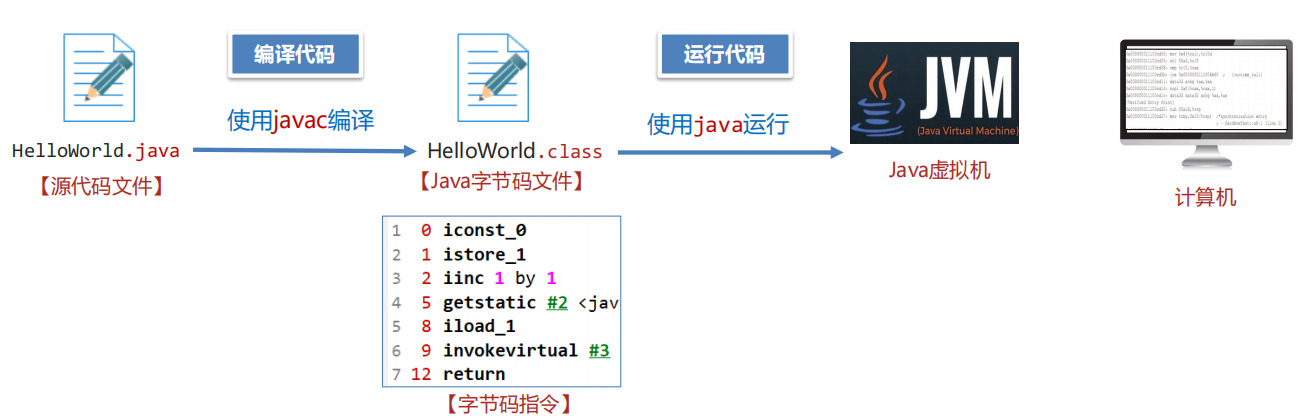 编译代码
运行代码
使用javac编译
使用java运行
HelloWorld.java
HelloWorld.class
JVM
(Java Virtual Machine)
【源代码文件】
【Java字节码文件】
Java虚拟机
计算机
1 0 iconst_0
2 1 istore_1
3 2 iinc 1 by 1
4 5 getstatic #2 <jav
5 8 iload_1
6 9 invokevirtual #3
7 12 return
【字节码指令】